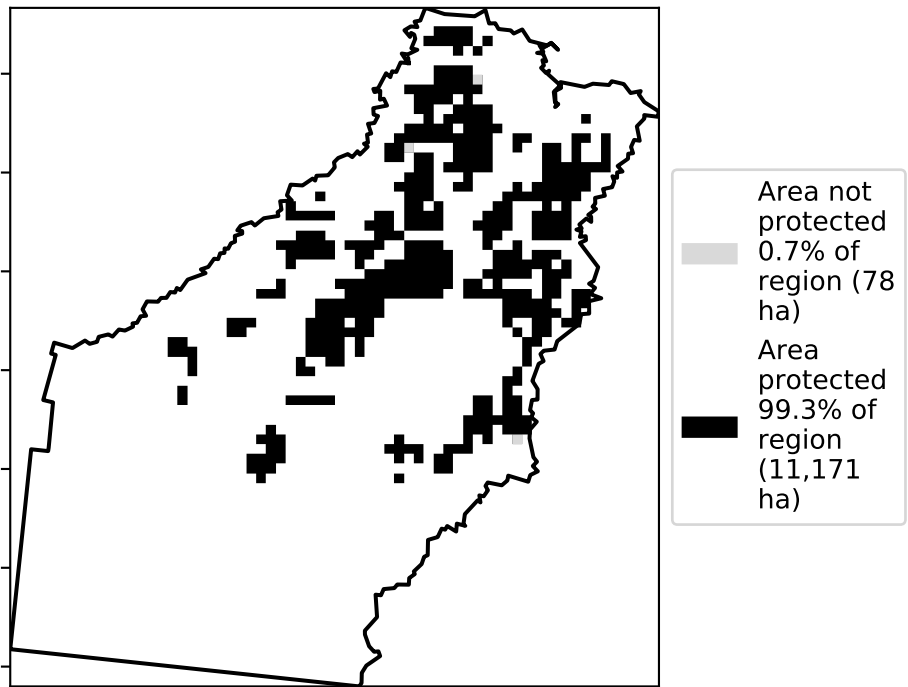 Area not
protected
0.7% of
region (78
ha)
Area
protected
99.3% of
region
(11,171
ha)